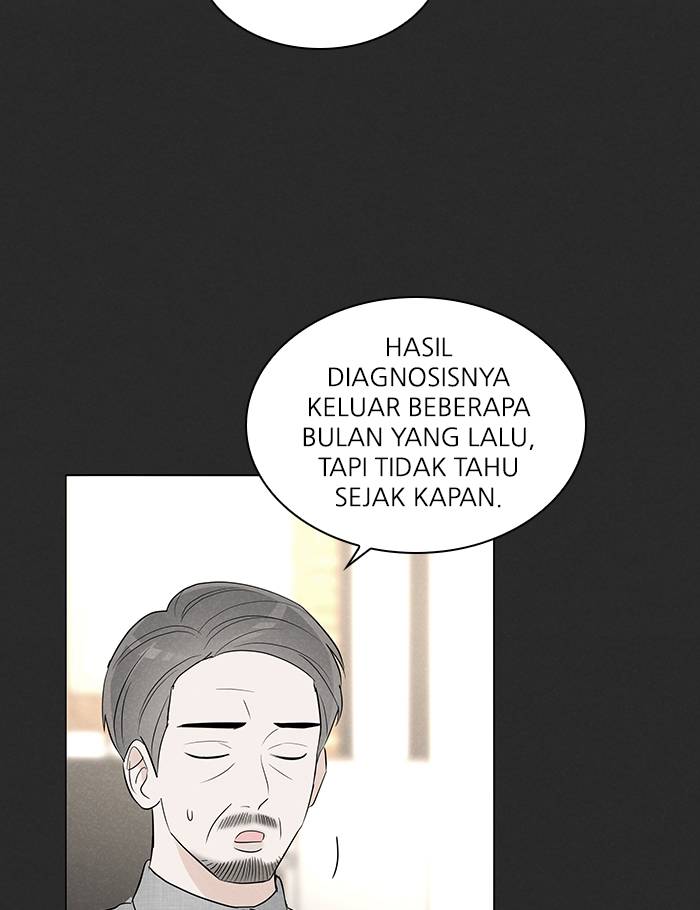 HASIL
DIAGNOSISNYA
KELUAR BEBERAPA
BULAN YANG LALU,
TAPI TIDAK TAHU
SEJAK KAPAN.